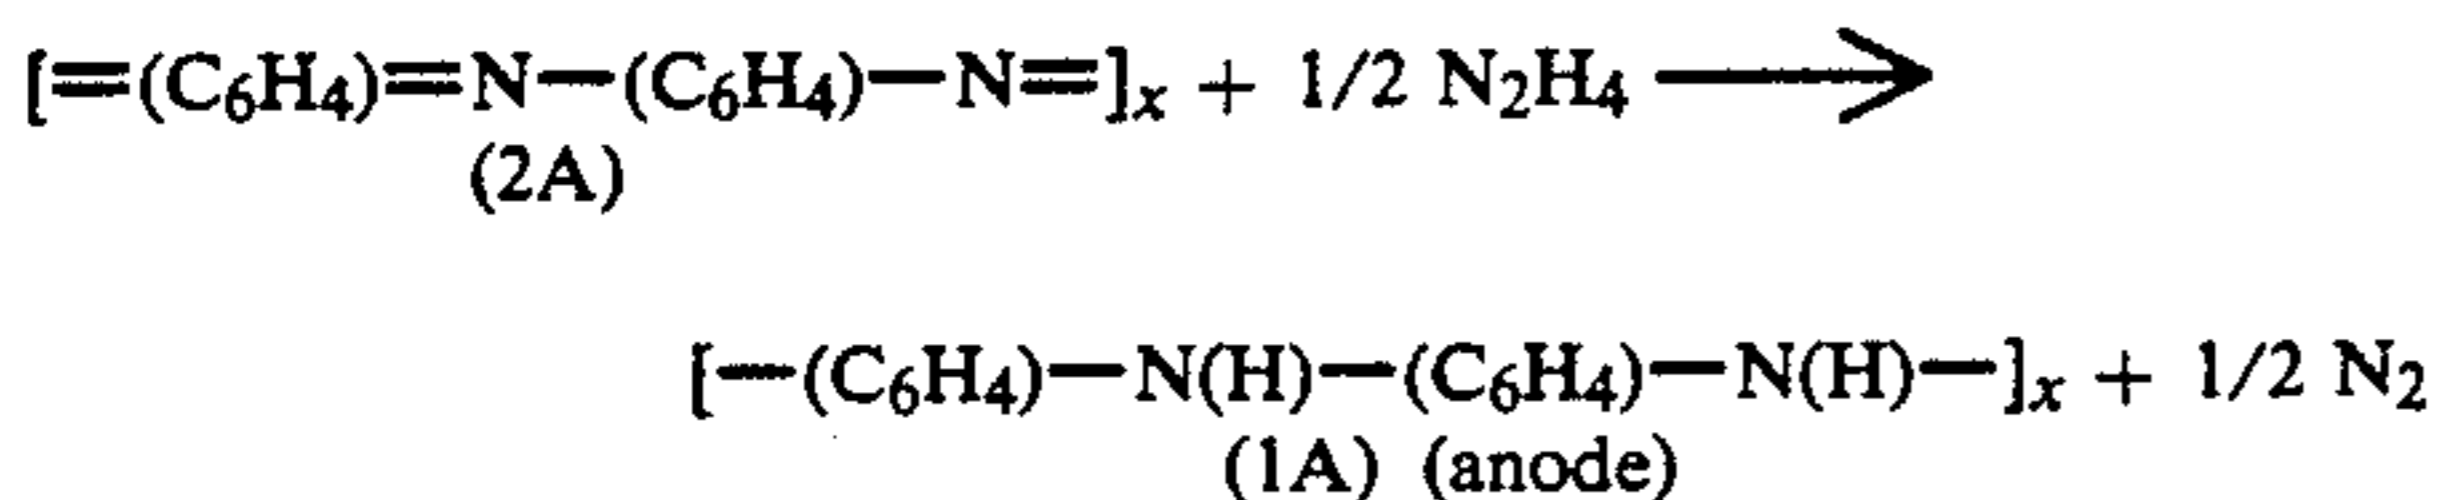 [=(C₆H₄)=N—(C₆H₄)—N=]ₓ + 1/2 N₂H₄ ⟶
(2A)
[—(C₆H₄)—N(H)—(C₆H₄)—N(H)—]ₓ + 1/2 N₂
(1A) (anode)